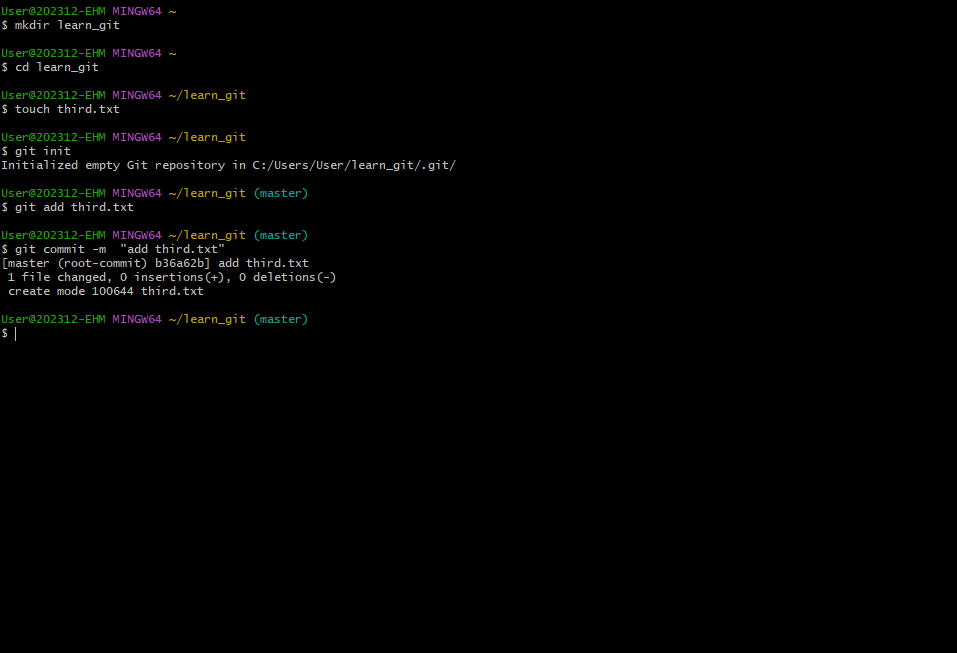 User@202312-EHM MINGW64 ~
$ mkdir learn_git
User@202312-EHM MINGW64 ~
$ cd learn_git
User@202312-EHM MINGW64 ~/learn_git
$ touch third.txt
User@202312-EHM MINGW64 ~/learn_git
$ git init
Initialized empty Git repository in C:/Users/User/learn_git/.git/
User@202312-EHM MINGW64 ~/learn_git (master)
$ git add third.txt
User@202312-EHM MINGW64 ~/learn_git (master)
$ git commit -m  "add third.txt"
[master (root-commit) b36a62b] add third.txt
 1 file changed, 0 insertions(+), 0 deletions(-)
 create mode 100644 third.txt
User@202312-EHM MINGW64 ~/learn_git (master)
$